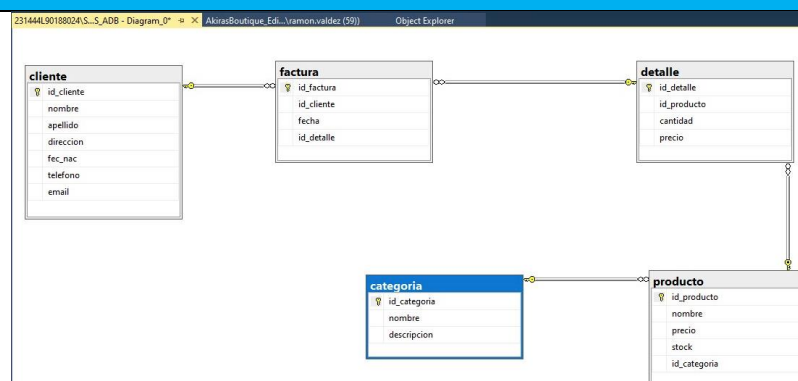 231444L90188024\S...S_ADB - Diagram_0*
AkirasBoutique_Edi...\ramon.valdez (59))
Object Explorer
cliente
id_cliente
nombre
apellido
direccion
fec_nac
telefono
email
factura
id_factura
id_cliente
fecha
id_detalle
detalle
id_detalle
id_producto
cantidad
precio
categoria
id_categoria
nombre
descripcion
producto
id_producto
nombre
precio
stock
id_categoria